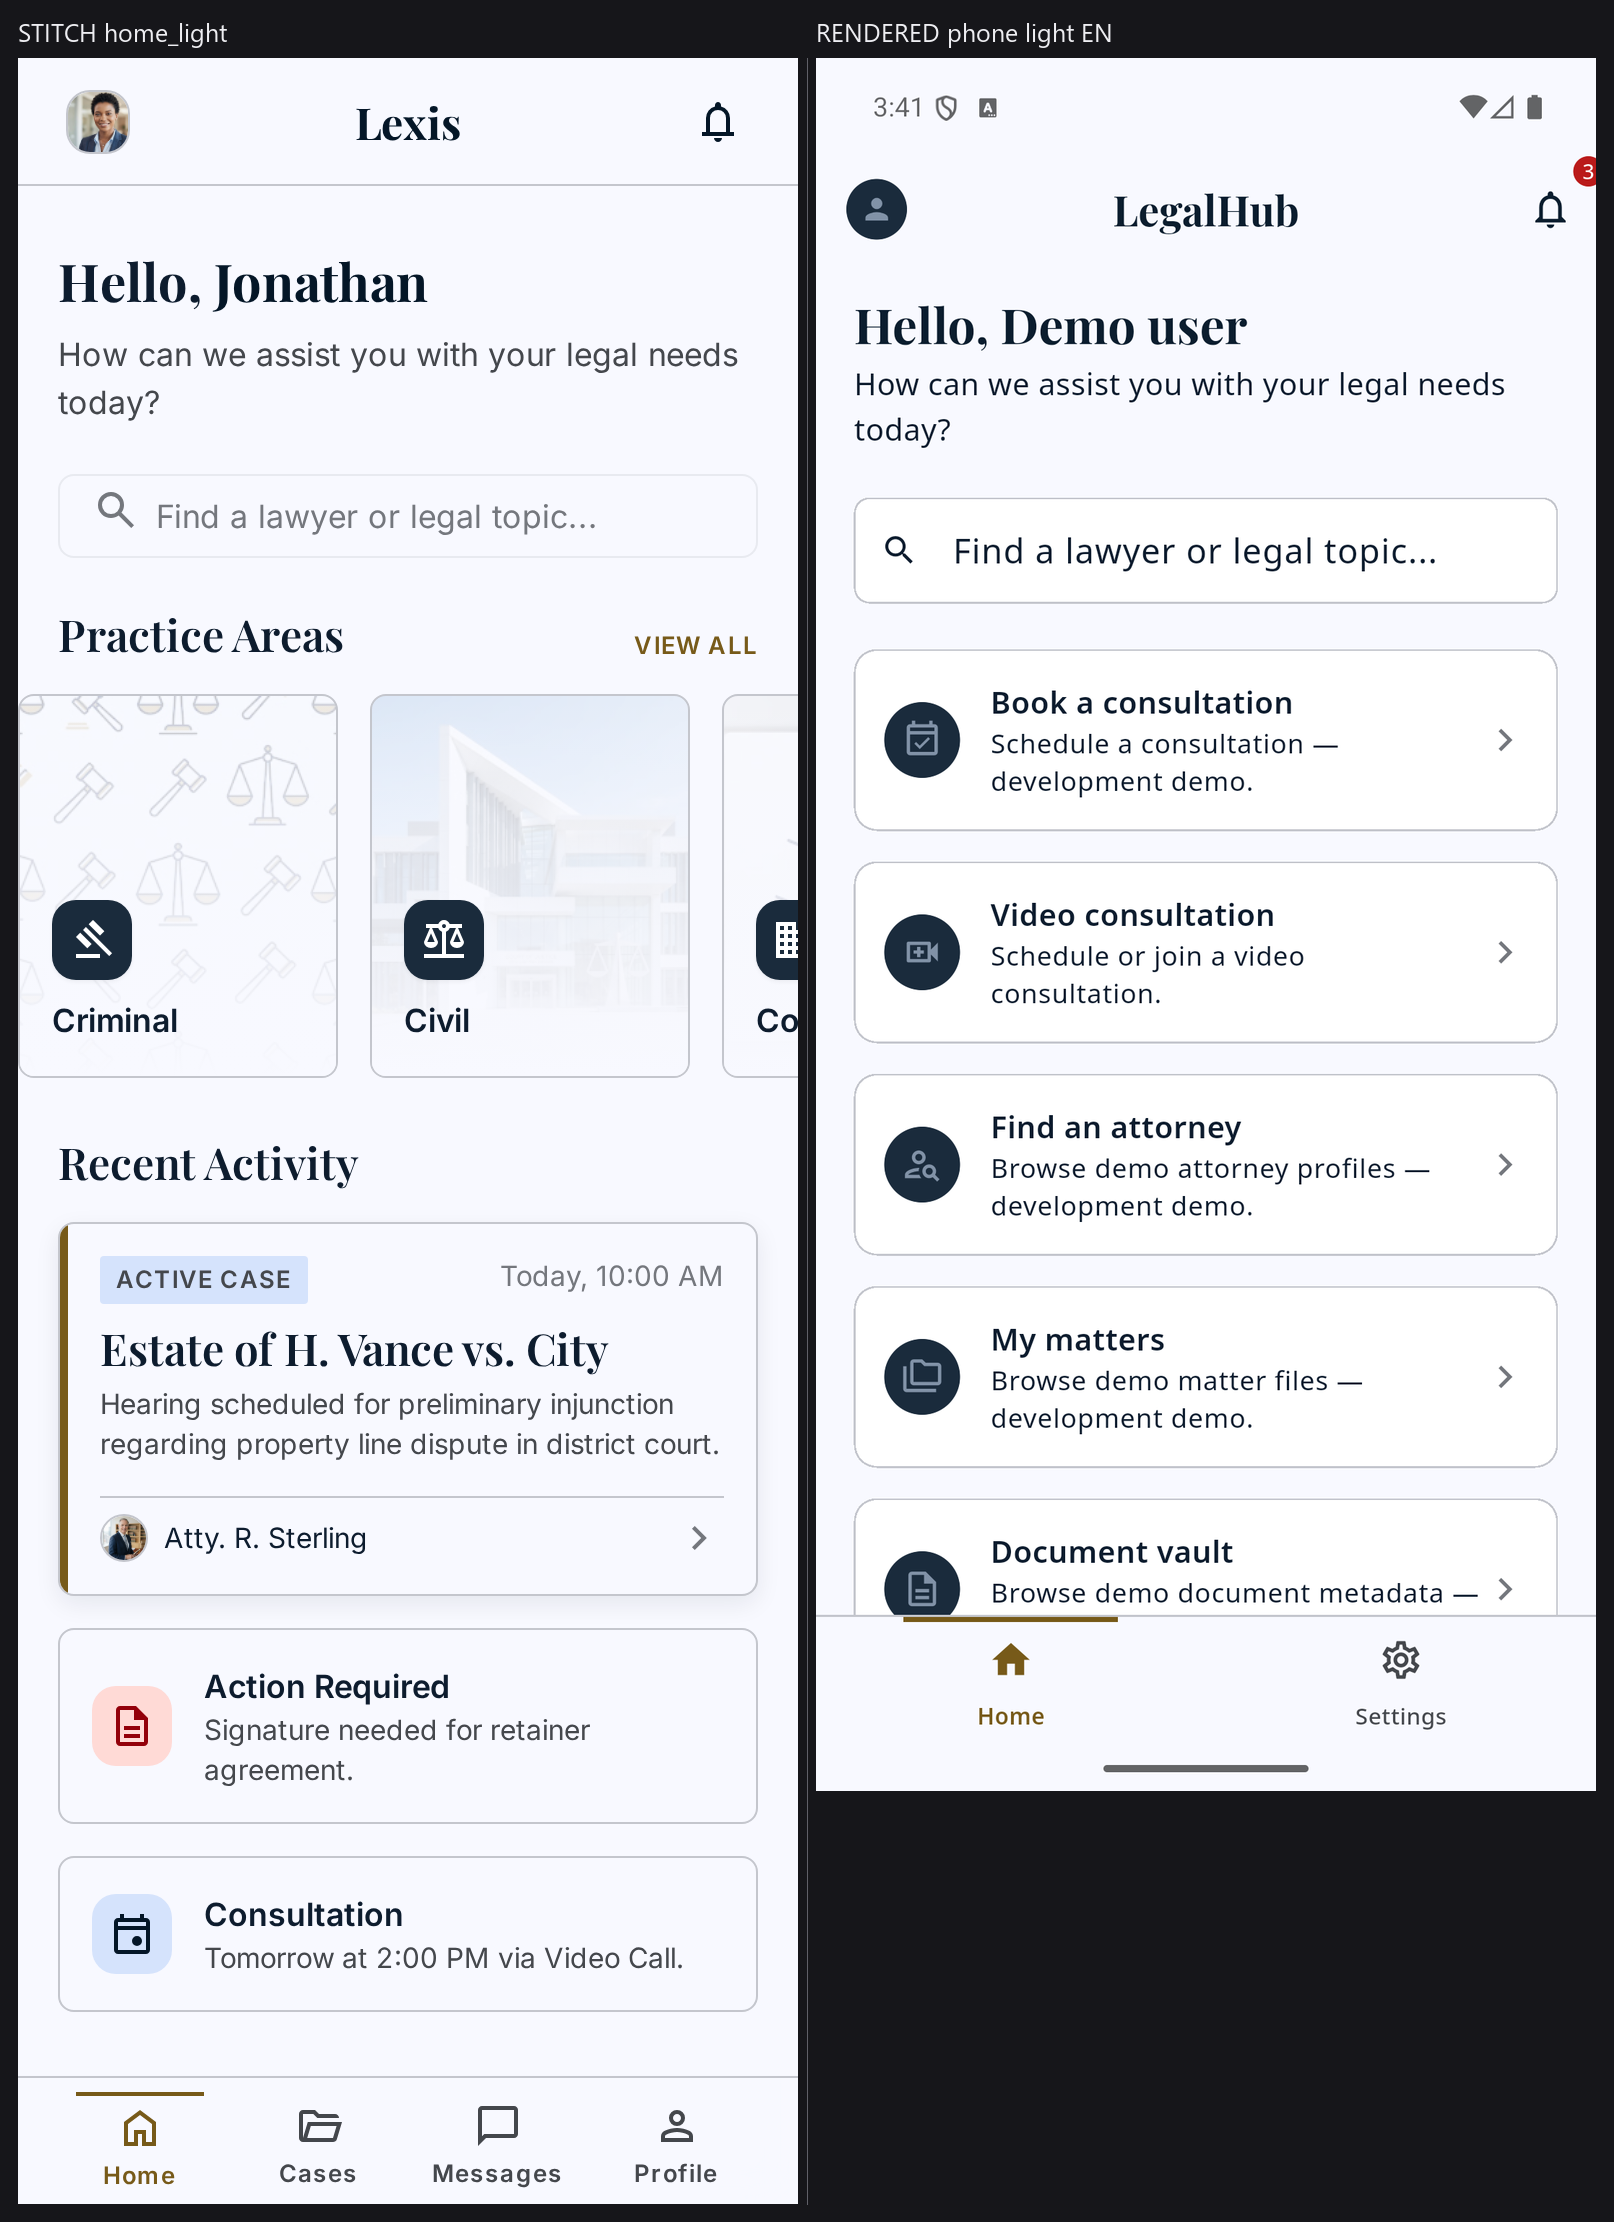 STITCH home_light
Lexis
Hello, Jonathan
How can we assist you with your legal needs
today?
Find a lawyer or legal topic...
Practice Areas
VIEW ALL
Criminal
Civil
Co
Recent Activity
ACTIVE CASE
Today, 10:00 AM
Estate of H. Vance vs. City
Hearing scheduled for preliminary injunction
regarding property line dispute in district court.
Atty. R. Sterling
Action Required
Signature needed for retainer
agreement.
Consultation
Tomorrow at 2:00 PM via Video Call.
Home
Cases
Messages
Profile
RENDERED phone light EN
3:41
A
3
LegalHub
Hello, Demo user
How can we assist you with your legal needs
today?
Find a lawyer or legal topic...
Book a consultation
Schedule a consultation —
development demo.
Video consultation
Schedule or join a video
consultation.
Find an attorney
Browse demo attorney profiles —
development demo.
My matters
Browse demo matter files —
development demo.
Document vault
Browse demo document metadata —
Home
Settings